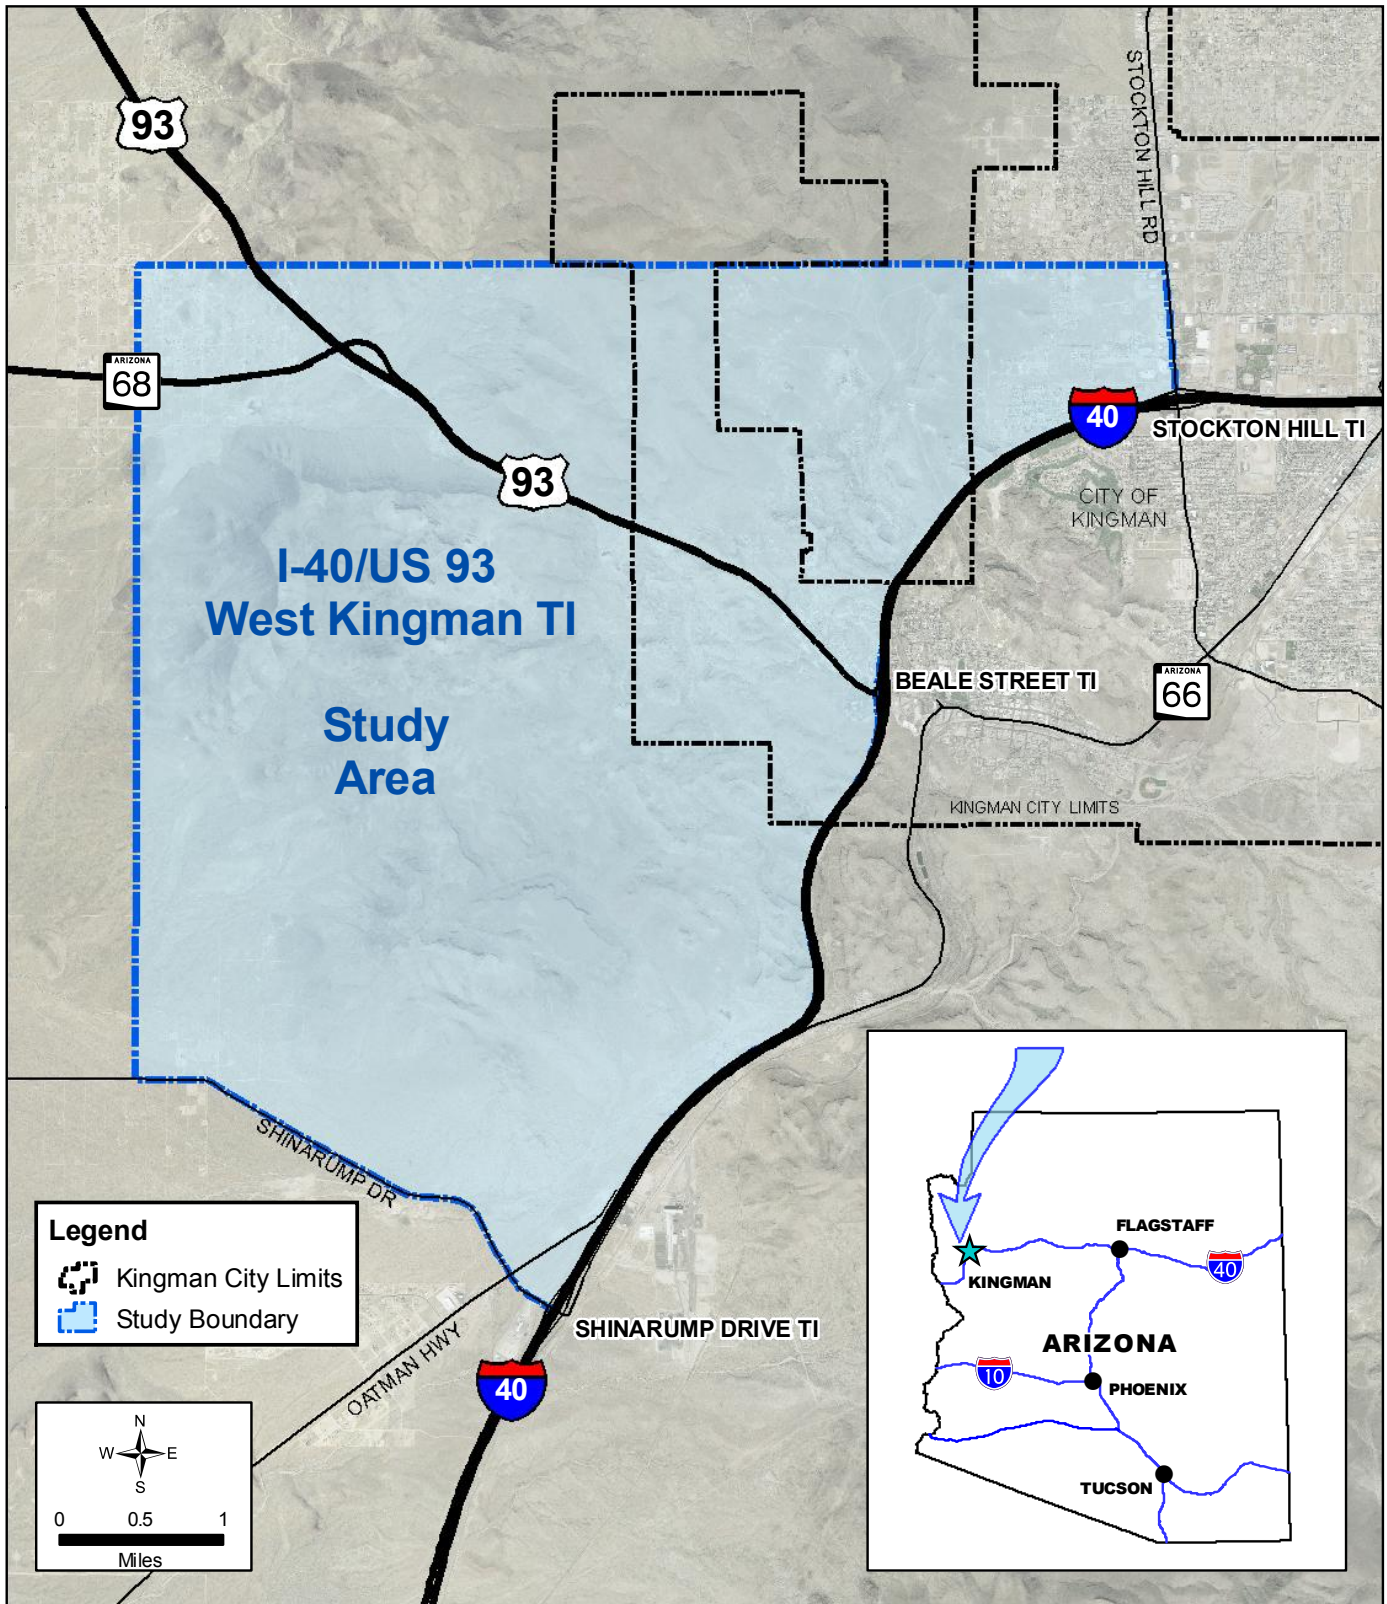 93
STOCKTON HILL RD
ARIZONA
68
40
STOCKTON HILL TI
93
CITY OF
KINGMAN
I-40/US 93
West Kingman TI
Study
Area
BEALE STREET TI
ARIZONA
66
KINGMAN CITY LIMITS
SHINARUMP DR
Legend
Kingman City Limits
Study Boundary
OATMAN HWY
SHINARUMP DRIVE TI
40
N
W E
S
0 0.5 1
Miles
FLAGSTAFF
40
KINGMAN
ARIZONA
10
PHOENIX
TUCSON